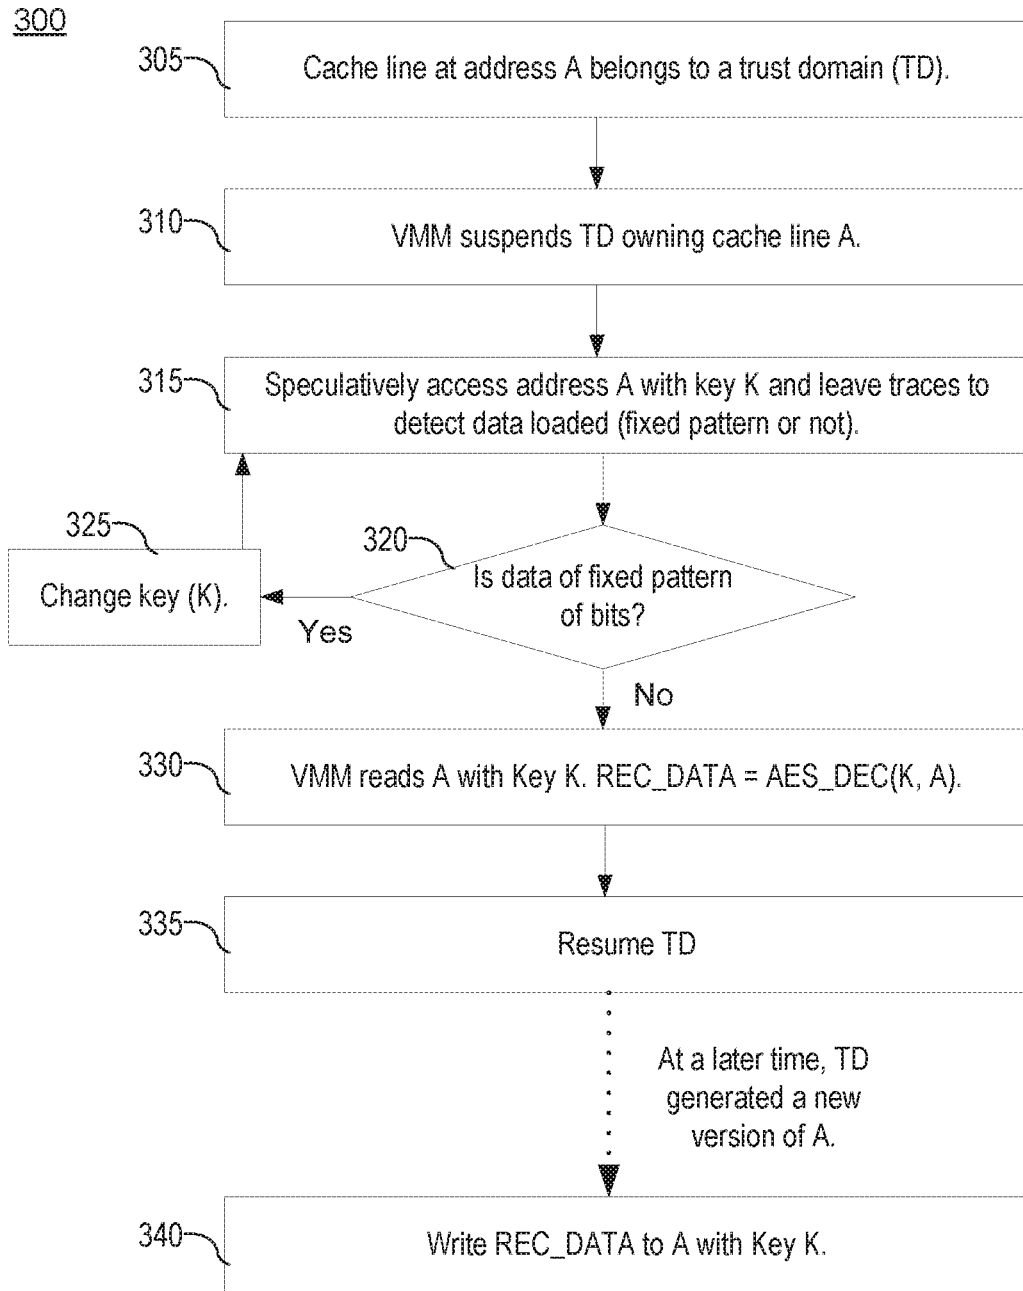 300
305
Cache line at address A belongs to a trust domain (TD).
310
VMM suspends TD owning cache line A.
315
Speculatively access address A with key K and leave traces to
detect data loaded (fixed pattern or not).
325
Change key (K).
320
Is data of fixed pattern
of bits?
Yes
No
330
VMM reads A with Key K. REC_DATA = AES_DEC(K, A).
335
Resume TD
At a later time, TD
generated a new
version of A.
340
Write REC_DATA to A with Key K.